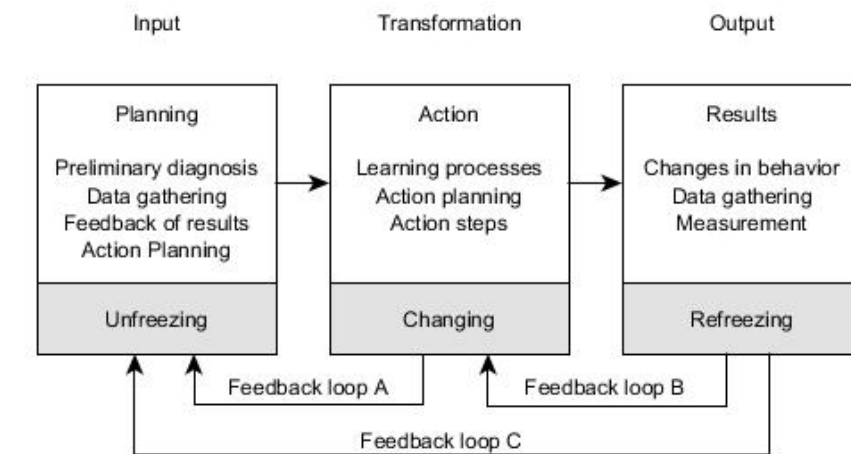 Input
Transformation
Output
Planning
Preliminary diagnosis
Data gathering
Feedback of results
Action Planning
Unfreezing
Action
Learning processes
Action planning
Action steps
Changing
Results
Changes in behavior
Data gathering
Measurement
Refreezing
Feedback loop A
Feedback loop B
Feedback loop C